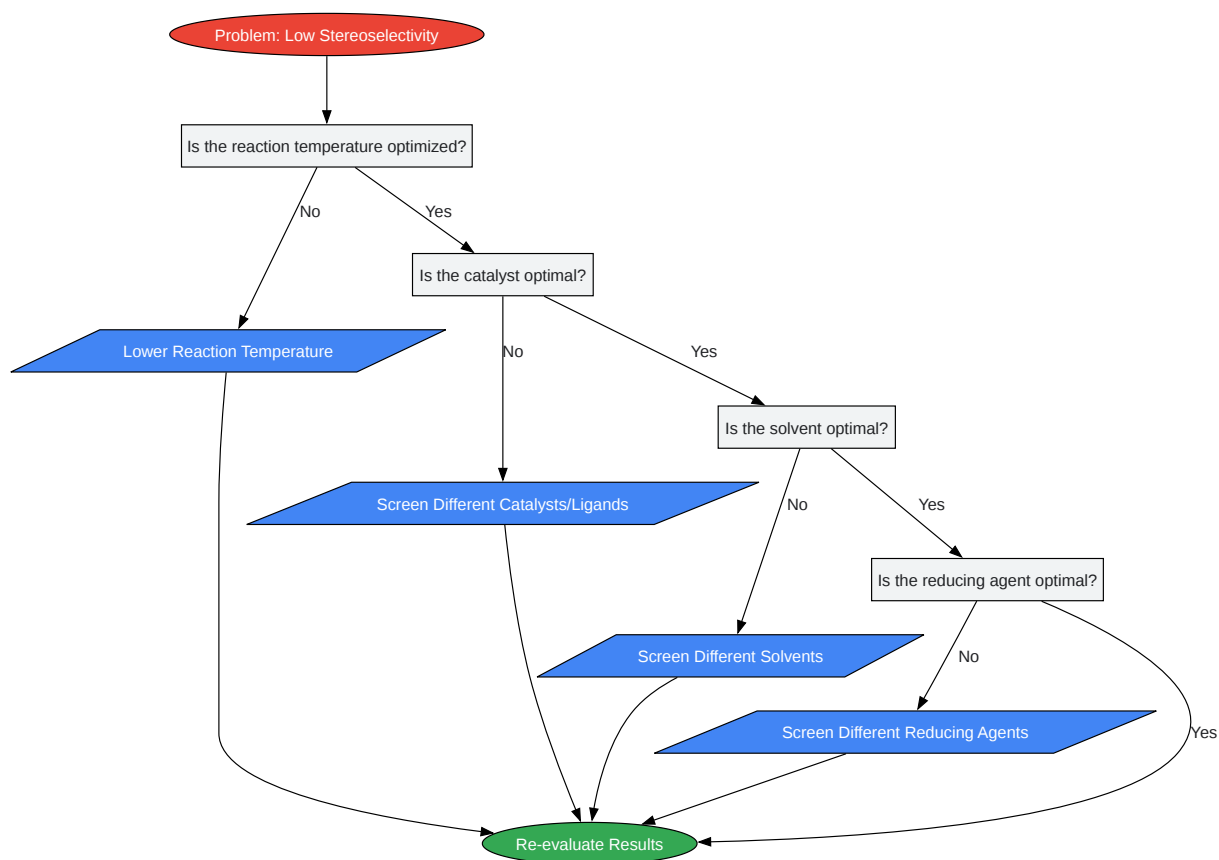 Problem: Low Stereoselectivity
Is the reaction temperature optimized?
No
Yes
Is the catalyst optimal?
Lower Reaction Temperature
No
Yes
Is the solvent optimal?
Screen Different Catalysts/Ligands
No
Yes
Is the reducing agent optimal?
Screen Different Solvents
No
Screen Different Reducing Agents
Yes
Re-evaluate Results